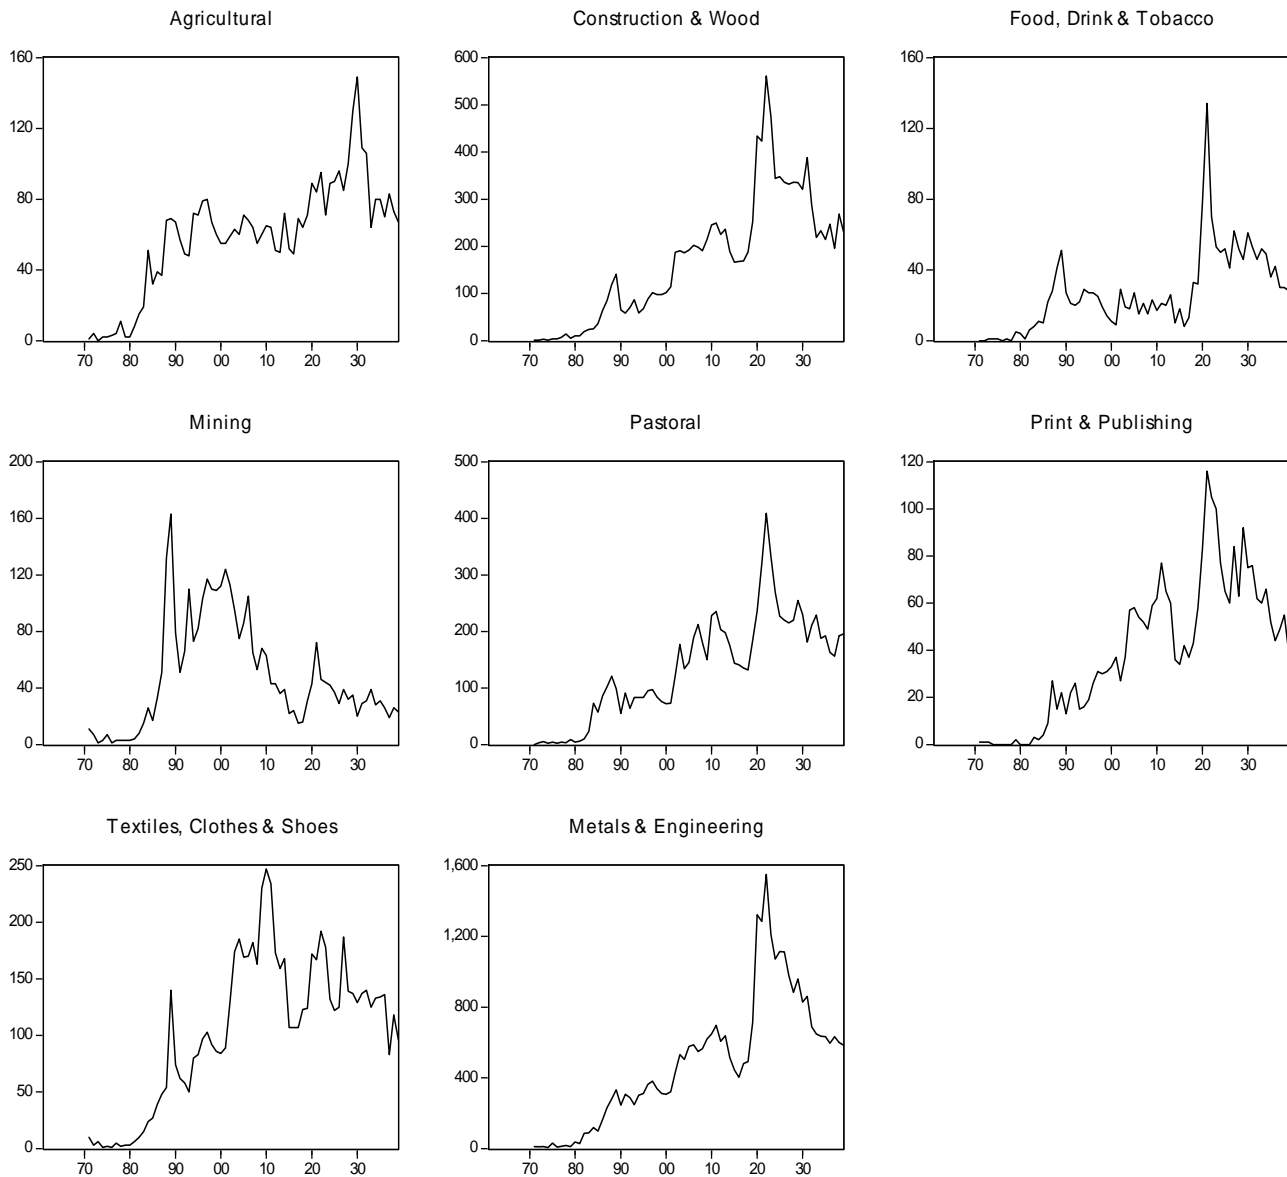 Agricultural
160
120
80
40
0
70 80 90 00 10 20 30
Construction & Wood
600
500
400
300
200
100
0
70 80 90 00 10 20 30
Food, Drink & Tobacco
160
120
80
40
0
70 80 90 00 10 20 30
Mining
200
160
120
80
40
0
70 80 90 00 10 20 30
Pastoral
500
400
300
200
100
0
70 80 90 00 10 20 30
Print & Publishing
120
100
80
60
40
20
0
70 80 90 00 10 20 30
Textiles, Clothes & Shoes
250
200
150
100
50
0
70 80 90 00 10 20 30
Metals & Engineering
1,600
1,200
800
400
0
70 80 90 00 10 20 30